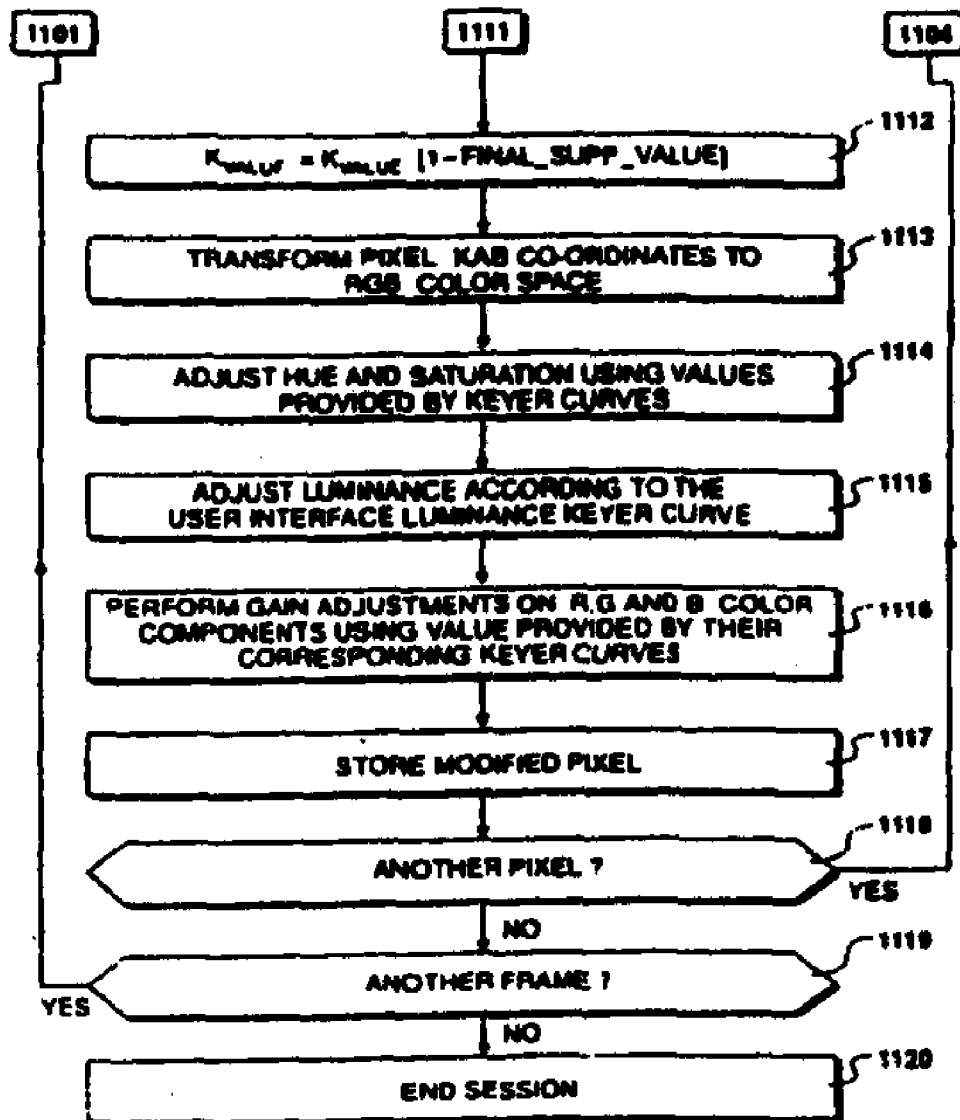 1101
1111
1104
1112
K_VALUE = K_VALUE [1-FINAL_SUPP_VALUE]
1113
TRANSFORM PIXEL KAB CO-ORDINATES TO
RGB COLOR SPACE
1114
ADJUST HUE AND SATURATION USING VALUES
PROVIDED BY KEYER CURVES
1115
ADJUST LUMINANCE ACCORDING TO THE
USER INTERFACE LUMINANCE KEYER CURVE
1116
PERFORM GAIN ADJUSTMENTS ON R,G AND B COLOR
COMPONENTS USING VALUE PROVIDED BY THEIR
CORRESPONDING KEYER CURVES
1117
STORE MODIFIED PIXEL
1118
ANOTHER PIXEL ?
YES
NO
1119
ANOTHER FRAME ?
YES
NO
1120
END SESSION